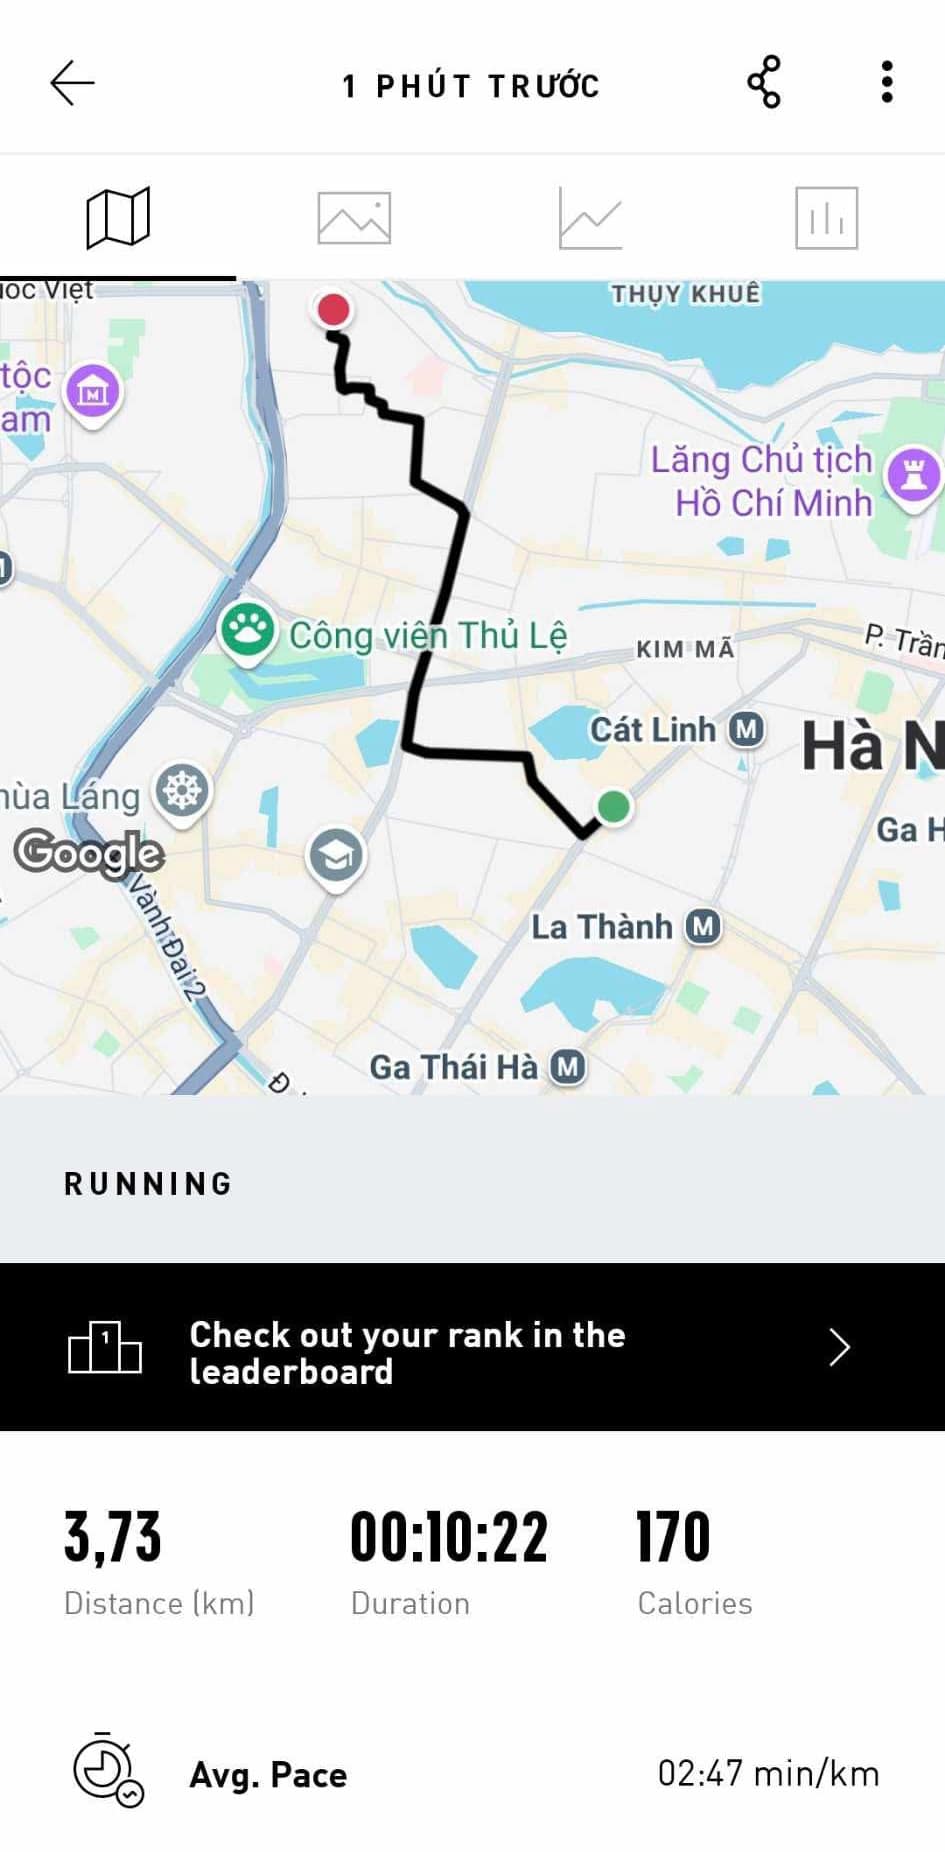 1 PHÚT TRƯỚC
THỤY KHUÊ
Việt
tộc
Lăng Chủ tịch
Hồ Chí Minh
Công viên Thủ Lệ
KIM MÃ
P. Trần
Cát Linh M
Hà N
Láng
Google
Ga H
Vành Đai 2
La Thành M
Ga Thái Hà M
Đ
RUNNING
1
Check out your rank in the
leaderboard
3,73
00:10:22
170
Distance (km)
Duration
Calories
Avg. Pace
02:47 min/km